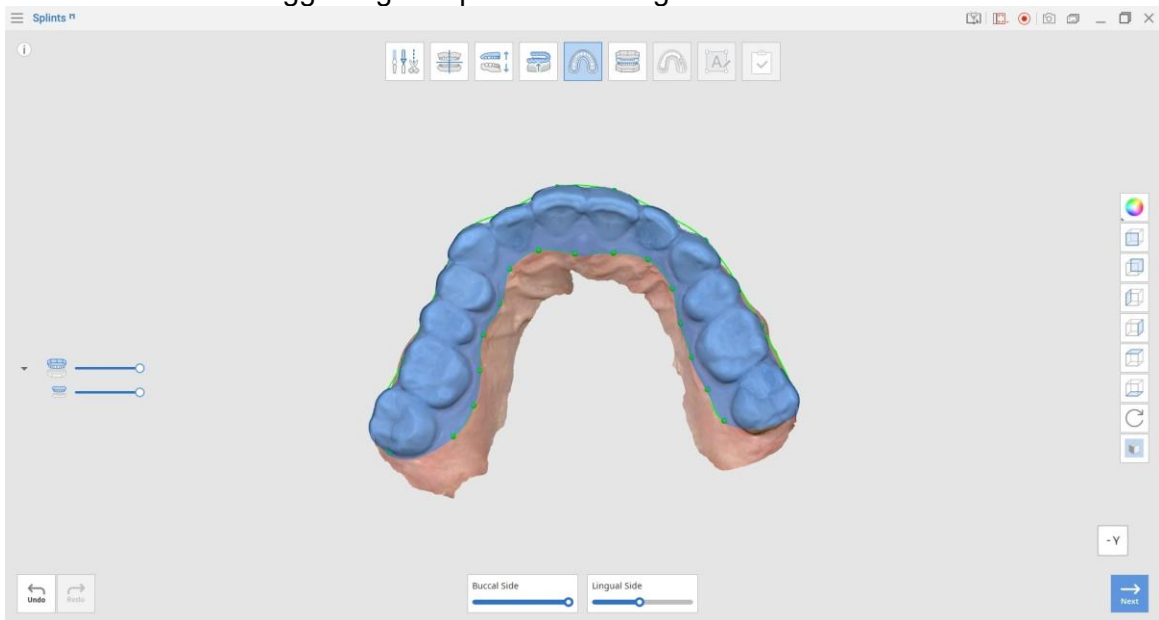 Splints
Buccal Side
Lingual Side
- Y
Undo
Redo
Next